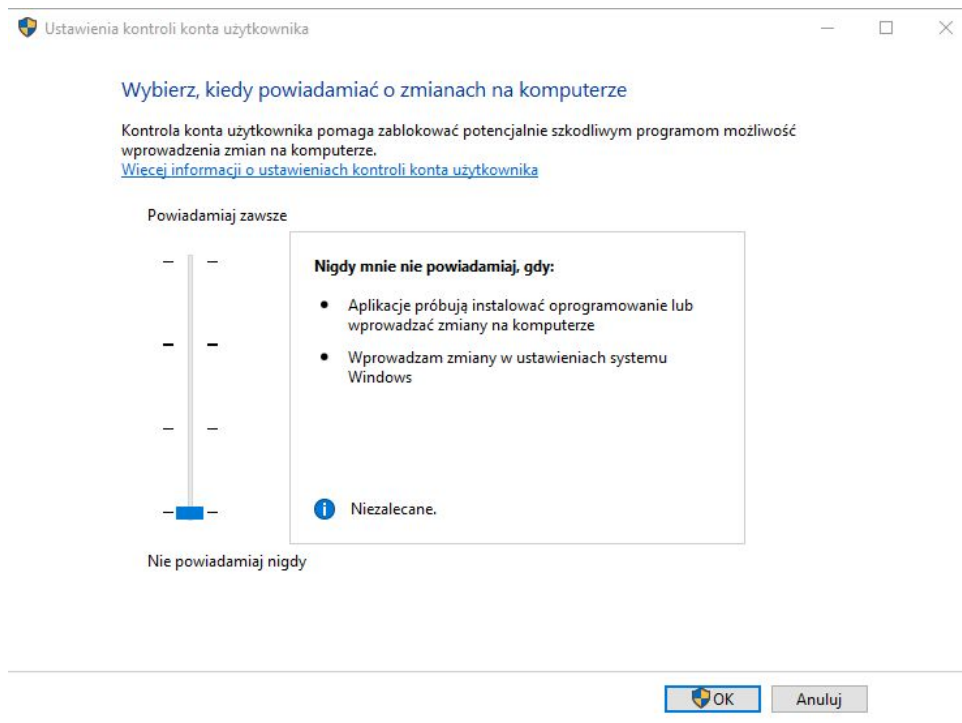 Ustawienia kontroli konta użytkownika
Wybierz, kiedy powiadamiać o zmianach na komputerze
Kontrola konta użytkownika pomaga zablokować potencjalnie szkodliwym programom możliwość
wprowadzenia zmian na komputerze.
Więcej informacji o ustawieniach kontroli konta użytkownika
Powiadamiaj zawsze
Nigdy mnie nie powiadamiaj, gdy:
• Aplikacje próbują instalować oprogramowanie lub
wprowadzać zmiany na komputerze
• Wprowadzam zmiany w ustawieniach systemu
Windows
Niezalecane.
Nie powiadamiaj nigdy
OK
Anuluj